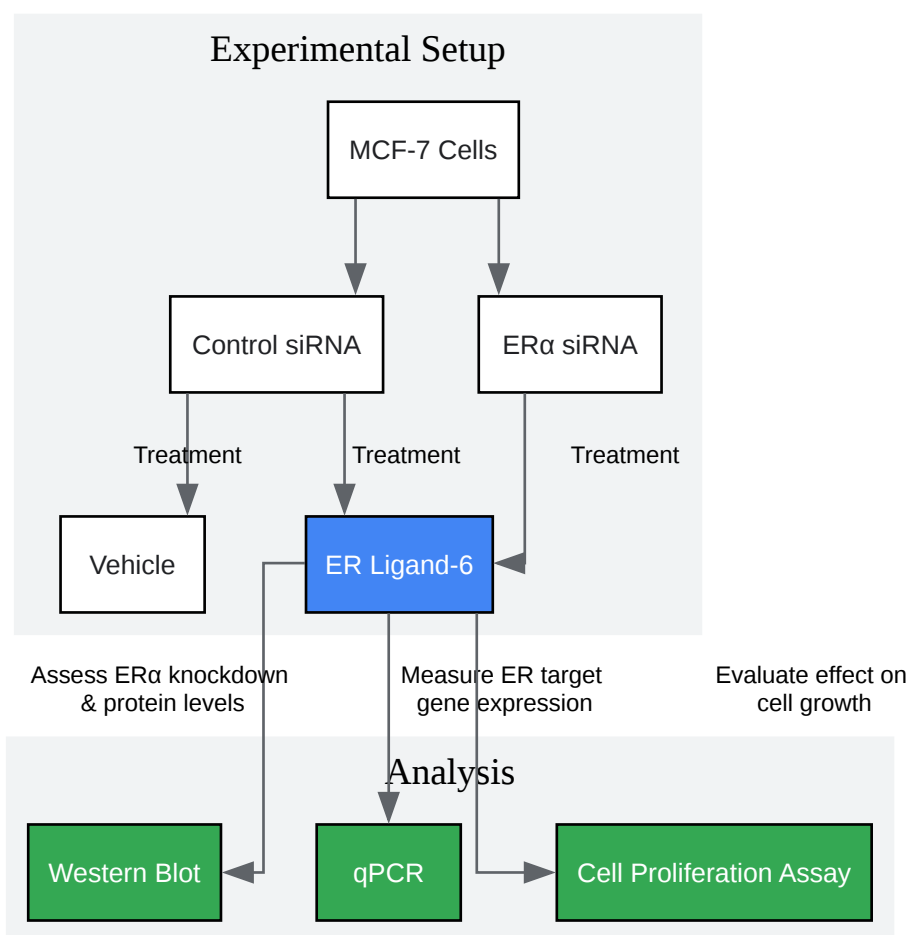 Experimental Setup
MCF-7 Cells
Control siRNA
ERα siRNA
Treatment
Treatment
Treatment
Vehicle
ER Ligand-6
Assess ERα knockdown
& protein levels
Measure ER target
gene expression
Evaluate effect on
cell growth
Analysis
Western Blot
qPCR
Cell Proliferation Assay